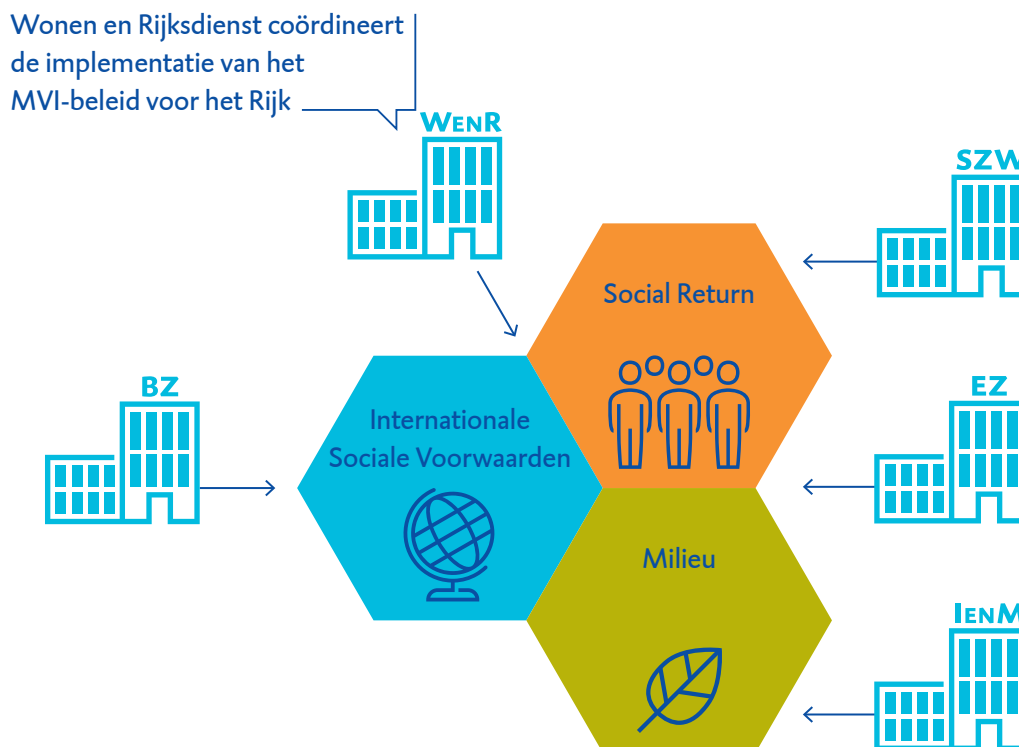 Wonen en Rijksdienst coördineert
de implementatie van het
MVI-beleid voor het Rijk
WENR
SZW
Social Return
BZ
EZ
Internationale
Sociale Voorwaarden
Milieu
IENM